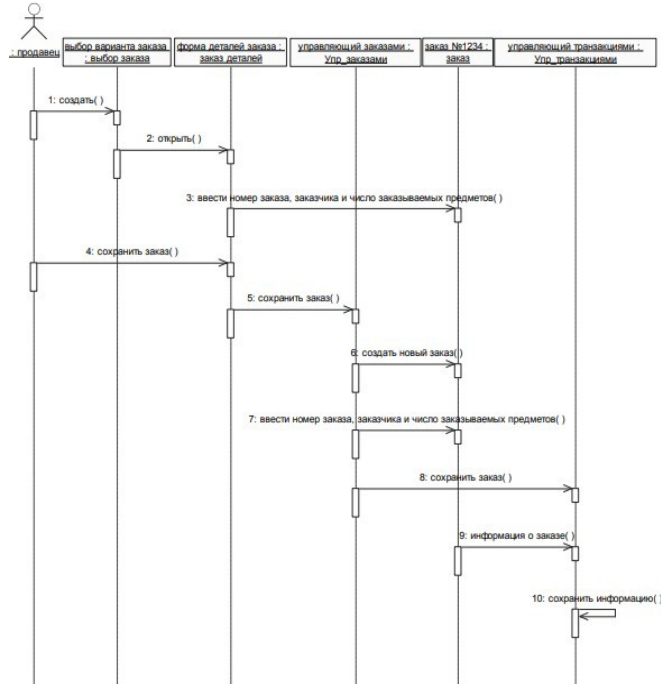 : продавец
выбор варианта заказа
: выбор заказа
форма деталей заказа :
заказ деталей
управляющий заказами :
Упр_заказами
заказ №1234 :
заказ
управляющий транзакциями :
Упр_транзакциями
1: создать( )
2: открыть( )
3: ввести номер заказа, заказчика и число заказываемых предметов( )
4: сохранить заказ( )
5: сохранить заказ( )
6: создать новый заказ( )
7: ввести номер заказа, заказчика и число заказываемых предметов( )
8: сохранить заказ( )
9: информация о заказе( )
10: сохранить информацию( )